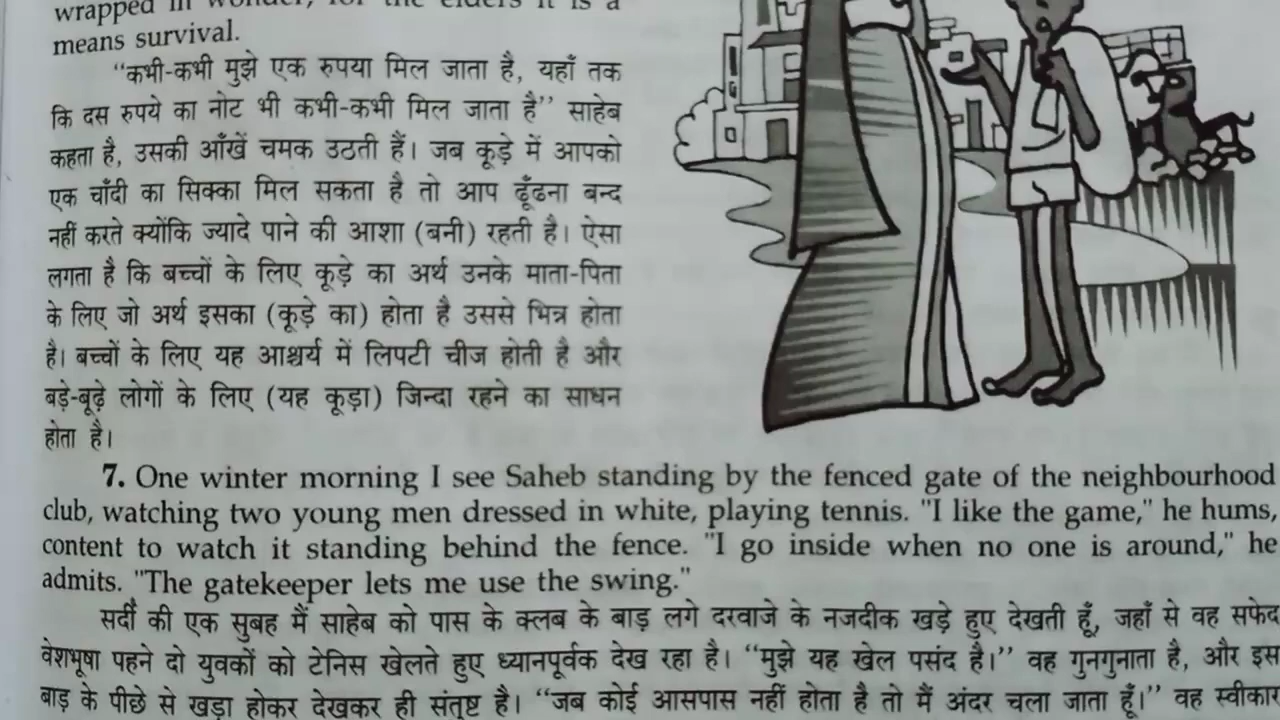 wrapped in wonder, for the elders it is a
means survival.
“कभी-कभी मुझे एक रुपया मिल जाता है, यहाँ तक
कि दस रुपये का नोट भी कभी-कभी मिल जाता है” साहेब
कहता है, उसकी आँखें चमक उठती हैं। जब कूड़े में आपको
एक चाँदी का सिक्का मिल सकता है तो आप ढूँढना बन्द
नहीं करते क्योंकि ज्यादे पाने की आशा (बनी) रहती है। ऐसा
लगता है कि बच्चों के लिए कूड़े का अर्थ उनके माता-पिता
के लिए जो अर्थ इसका (कूड़े का) होता है उससे भिन्न होता
है। बच्चों के लिए यह आश्चर्य में लिपटी चीज होती है और
बड़े-बूढ़े लोगों के लिए (यह कूड़ा) जिन्दा रहने का साधन
होता है।
7. One winter morning I see Saheb standing by the fenced gate of the neighbourhood
club, watching two young men dressed in white, playing tennis. "I like the game," he hums,
content to watch it standing behind the fence. "I go inside when no one is around," he
admits. "The gatekeeper lets me use the swing."
सर्दी की एक सुबह मैं साहेब को पास के क्लब के बाड़ लगे दरवाजे के नजदीक खड़े हुए देखती हूँ, जहाँ से वह सफेद
वेशभूषा पहने दो युवकों को टेनिस खेलते हुए ध्यानपूर्वक देख रहा है। “मुझे यह खेल पसंद है।” वह गुनगुनाता है, और इस
बाड़ के पीछे से खड़ा होकर देखकर ही संतुष्ट है। “जब कोई आसपास नहीं होता है तो मैं अंदर चला जाता हूँ।” वह स्वीकार